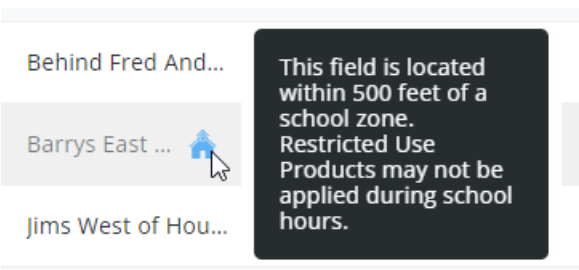 Behind Fred And...
Barrys East ...
Jims West of Hou...
This field is located
within 500 feet of a
school zone.
Restricted Use
Products may not be
applied during school
hours.